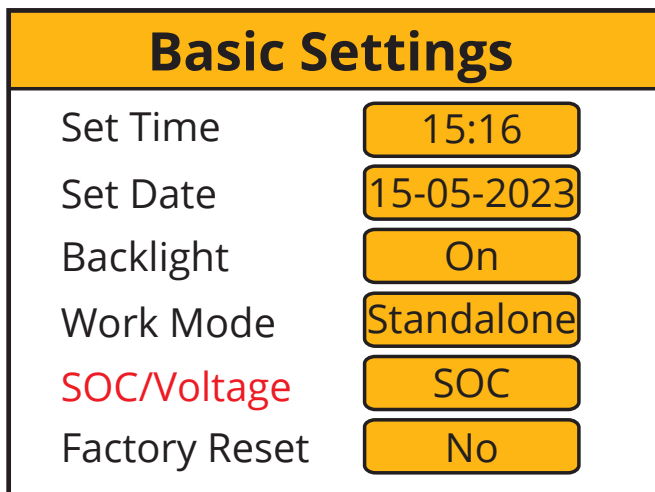 Basic Settings
Set Time 15:16
Set Date 15-05-2023
Backlight On
Work Mode Standalone
SOC/Voltage SOC
Factory Reset No